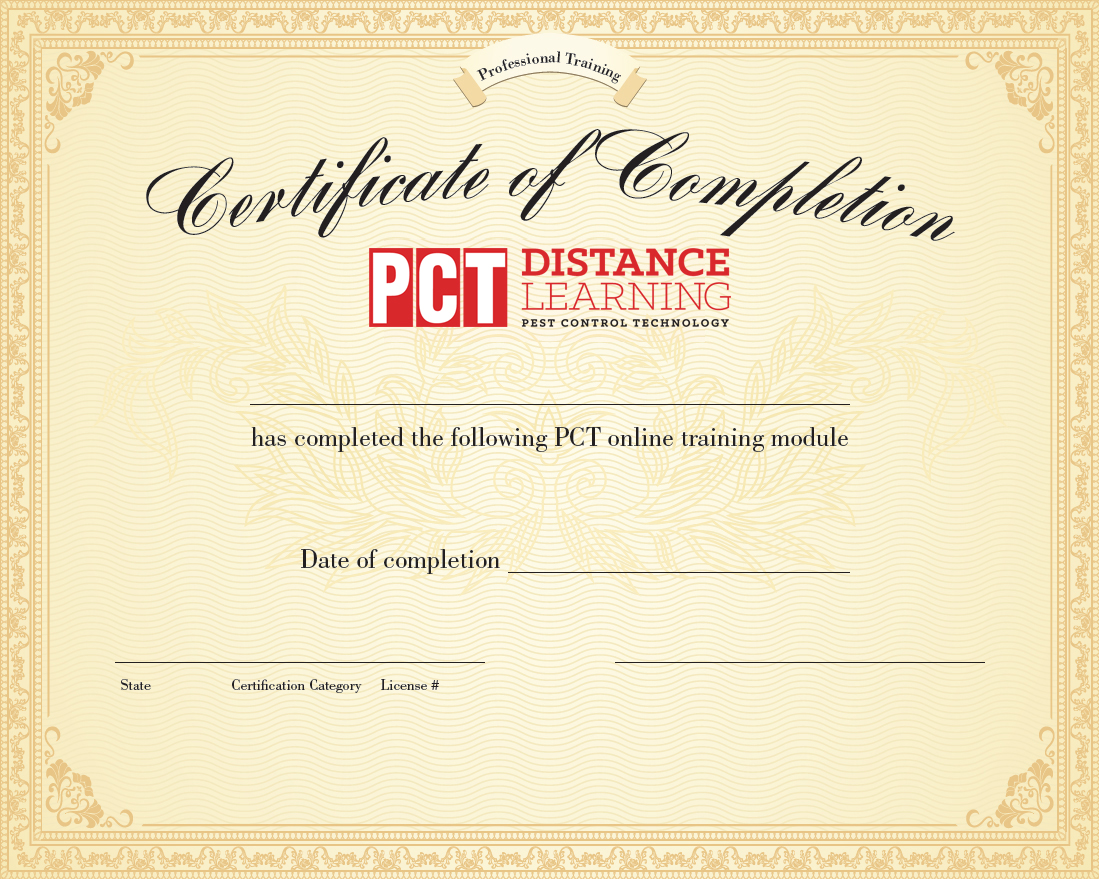 Professional Training
Certificate of Completion
PCT DISTANCE
LEARNING
PEST CONTROL TECHNOLOGY
has completed the following PCT online training module
Date of completion
State Certification Category License #